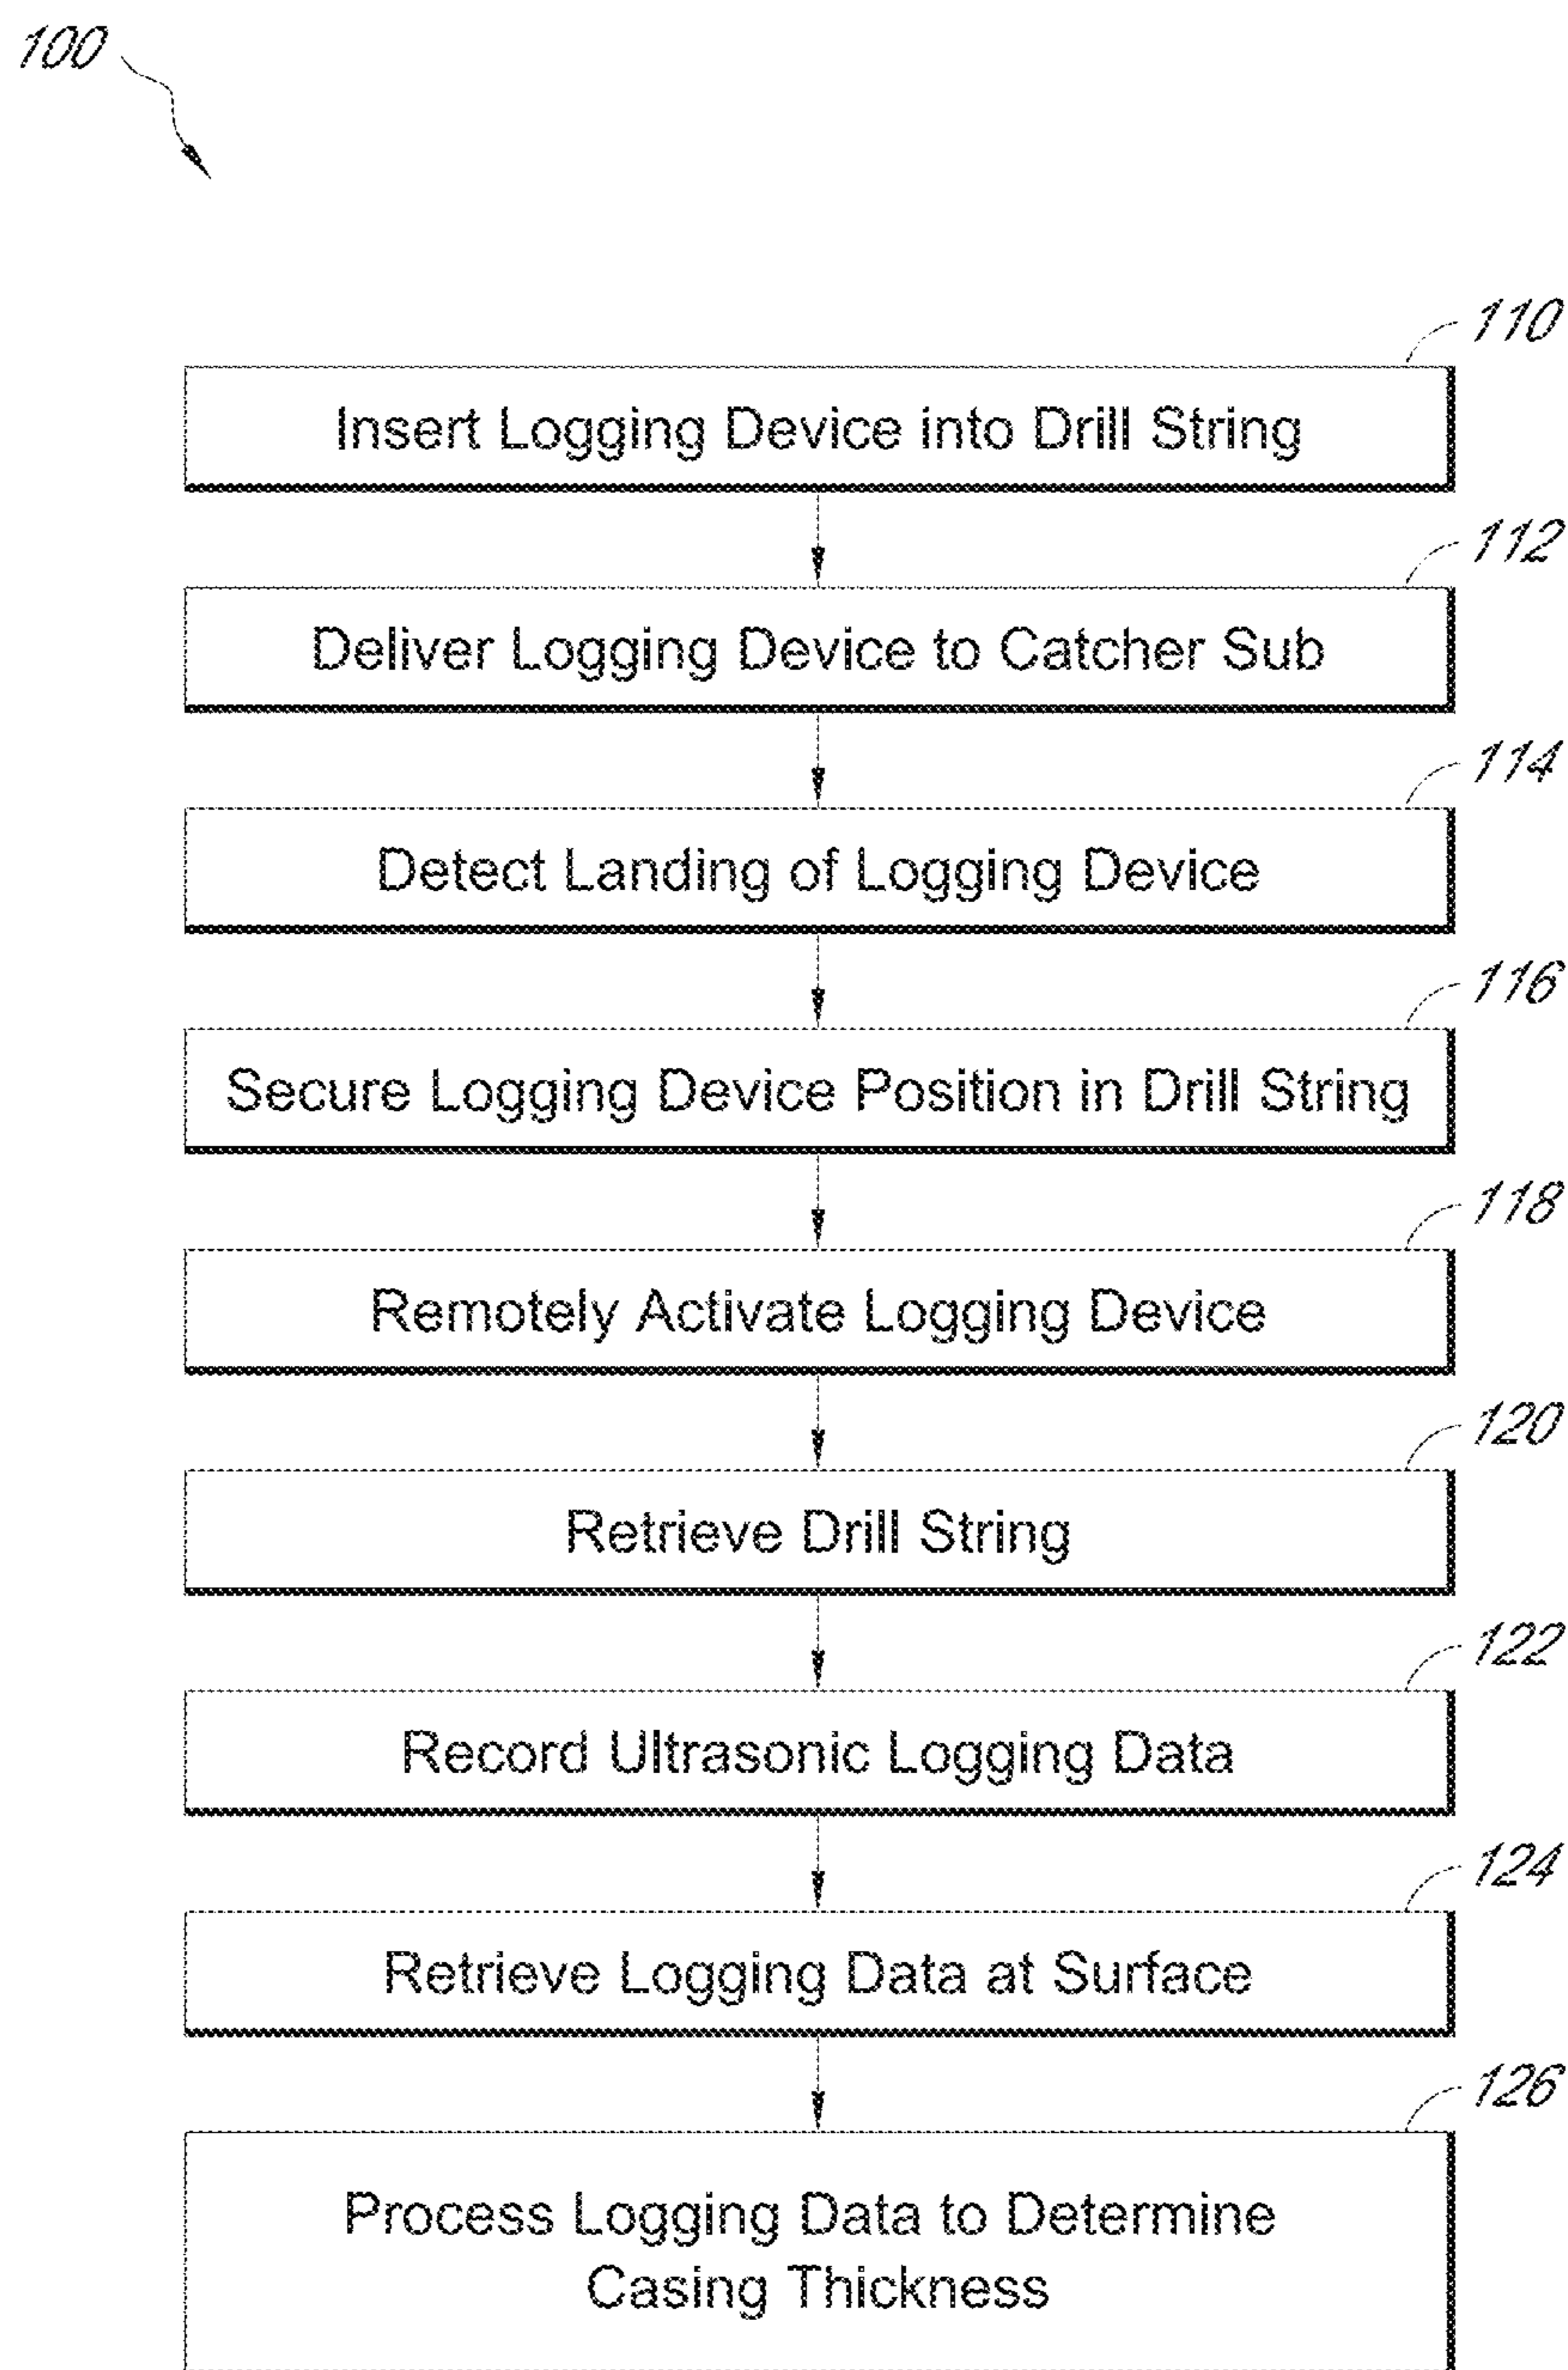 100
110
Insert Logging Device into Drill String
112
Deliver Logging Device to Catcher Sub
114
Detect Landing of Logging Device
116
Secure Logging Device Position in Drill String
118
Remotely Activate Logging Device
120
Retrieve Drill String
122
Record Ultrasonic Logging Data
124
Retrieve Logging Data at Surface
126
Process Logging Data to Determine
Casing Thickness